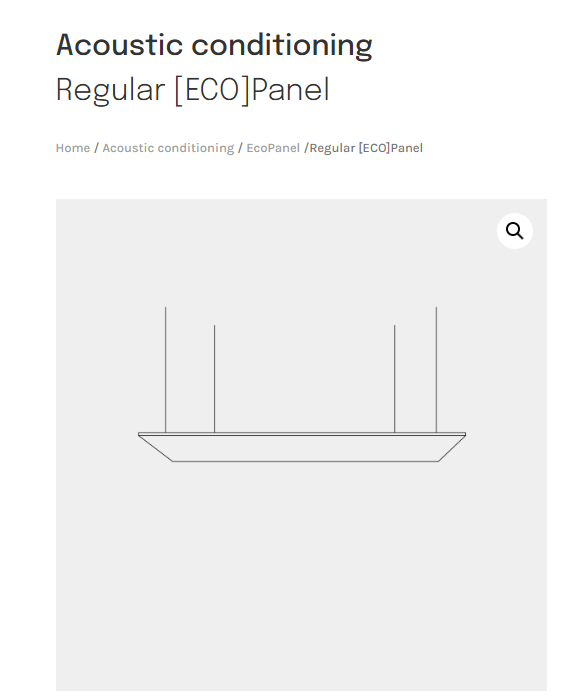 Acoustic conditioning
Regular [ECO]Panel
Home / Acoustic conditioning / EcoPanel /Regular [ECO]Panel